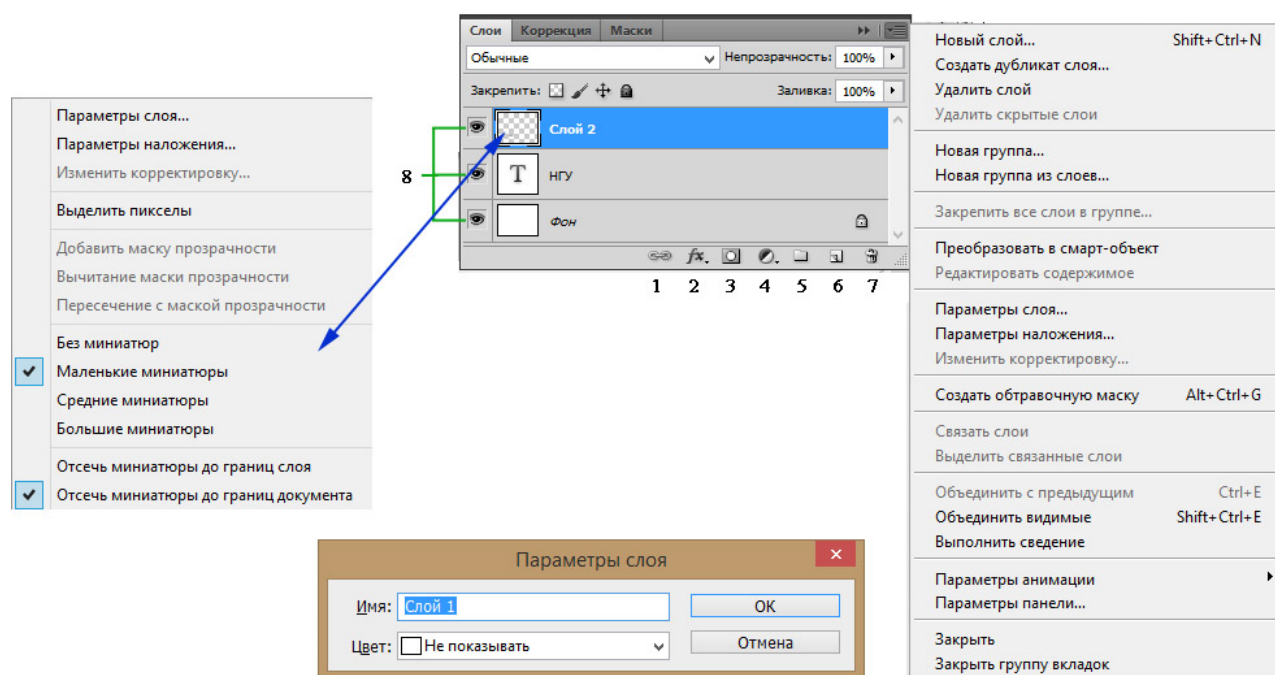 Параметры слоя...
Параметры наложения...
Изменить корректировку...
Выделить пикселы
Добавить маску прозрачности
Вычитание маски прозрачности
Пересечение с маской прозрачности
Без миниатюр
Маленькие миниатюры
Средние миниатюры
Большие миниатюры
Отсечь миниатюры до границ слоя
Отсечь миниатюры до границ документа
Слои Коррекция Маски
Обычные Непрозрачность: 100%
Закрепить: Заливка: 100%
Слой 2
8 T НГУ
Фон
fx.
1 2 3 4 5 6 7
Параметры слоя
Имя: Слой 1 OK
Цвет: Не показывать Отмена
Новый слой... Shift+Ctrl+N
Создать дубликат слоя...
Удалить слой
Удалить скрытые слои
Новая группа...
Новая группа из слоев...
Закрепить все слои в группе...
Преобразовать в смарт-объект
Редактировать содержимое
Параметры слоя...
Параметры наложения...
Изменить корректировку...
Создать обтравочную маску Alt+Ctrl+G
Связать слои
Выделить связанные слои
Объединить с предыдущим Ctrl+E
Объединить видимые Shift+Ctrl+E
Выполнить сведение
Параметры анимации
Параметры панели...
Закрыть
Закрыть группу вкладок